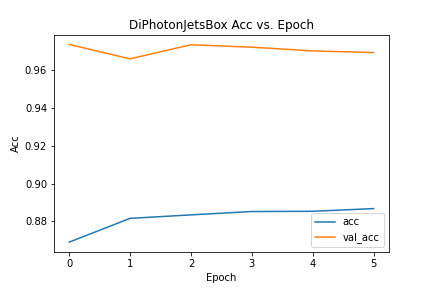 DiPhotonJetsBox Acc vs. Epoch
Acc
0.96
0.94
0.92
0.90
0.88
0 1 2 3 4 5
Epoch
acc
val_acc